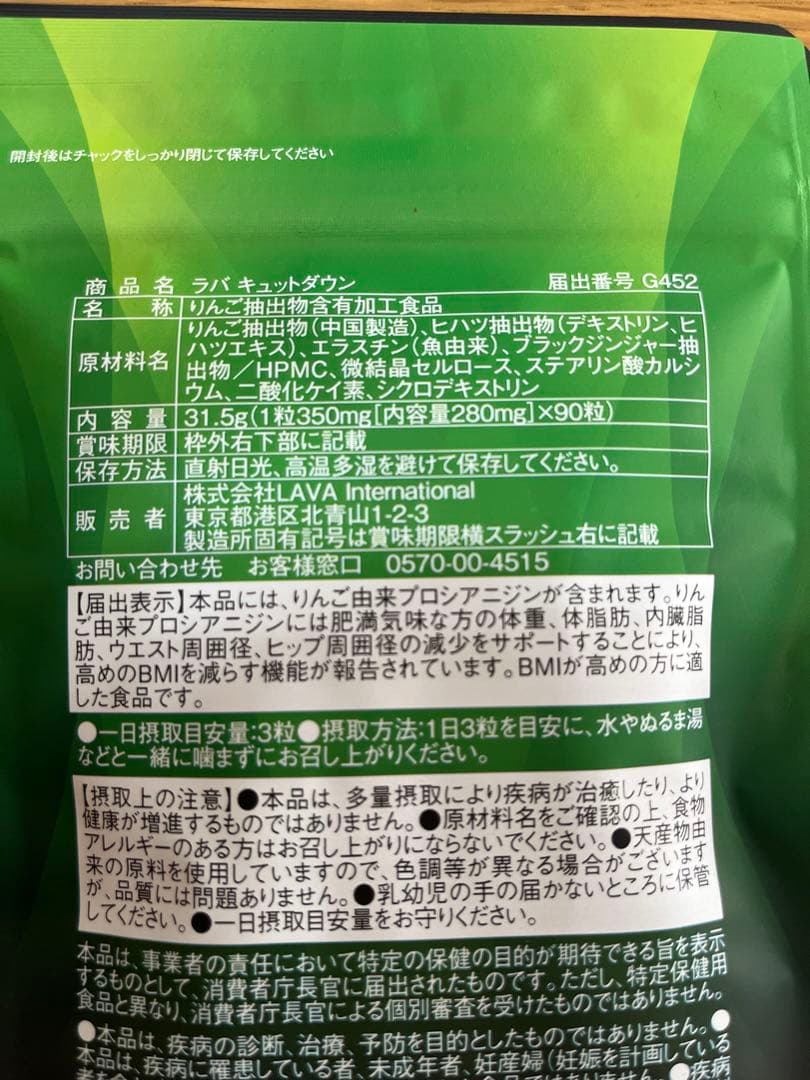 開封後はチャックをしっかり閉じて保存してください
商品名 ラバ キュットダウン 届出番号 G452
名称 りんご抽出物含有加工食品
原材料名 りんご抽出物(中国製造)、ヒハツ抽出物(デキストリン、ヒ
ハツエキス)、エラスチン(魚由来)、ブラックジンジャー抽
出物/HPMC、微結晶セルロース、ステアリン酸カルシ
ウム、二酸化ケイ素、シクロデキストリン
内容量 31.5g(1粒350mg[内容量280mg]×90粒)
賞味期限 枠外右下部に記載
保存方法 直射日光、高温多湿を避けて保存してください。
販売者 株式会社LAVA International
東京都港区北青山1-2-3
製造所固有記号は賞味期限横スラッシュ右に記載
お問い合わせ先 お客様窓口 0570-00-4515
【届出表示】本品には、りんご由来プロシアニジンが含まれます。りん
ご由来プロシアニジンには肥満気味な方の体重、体脂肪、内臓脂
肪、ウエスト周囲径、ヒップ周囲径の減少をサポートすることにより、
高めのBMIを減らす機能が報告されています。BMIが高めの方に適
した食品です。
●一日摂取目安量:3粒●摂取方法:1日3粒を目安に、水やぬるま湯
などと一緒に噛まずにお召し上がりください。
【摂取上の注意】●本品は、多量摂取により疾病が治癒したり、より
健康が増進するものではありません。●原材料名をご確認の上、食物
アレルギーのある方はお召し上がりにならないでください。●天産物由
来の原料を使用していますので、色調等が異なる場合がございます
が、品質には問題ありません。●乳幼児の手の届かないところに保管
してください。●一日摂取目安量をお守りください。
本品は、事業者の責任において特定の保健の目的が期待できる旨を表示
するものとして、消費者庁長官に届出されたものです。ただし、特定保健用
食品と異なり、消費者庁長官による個別審査を受けたものではありません。
●本品は、疾病の診断、治療、予防を目的としたものではありません。●
本品は、疾病に罹患している者、未成年者、妊産婦(妊娠を計画している
●疾病